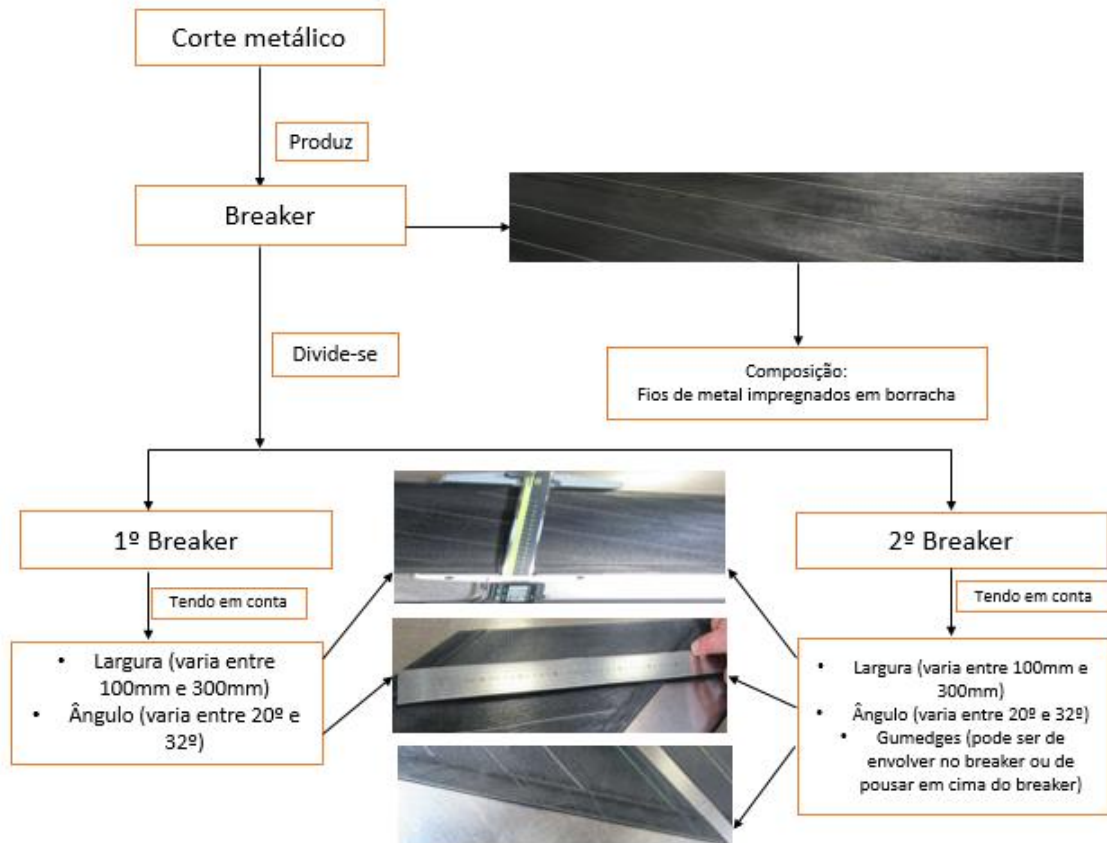 Corte metálico
Produz
Breaker
Divide-se
Composição:
Fios de metal impregnados em borracha
1º Breaker
2º Breaker
Tendo em conta
Tendo em conta
• Largura (varia entre
100mm e 300mm)
• Ângulo (varia entre 20º e
32º)
• Largura (varia entre 100mm e
300mm)
• Ângulo (varia entre 20º e 32º)
• Gumedges (pode ser de
envolver no breaker ou de
pousar em cima do breaker)